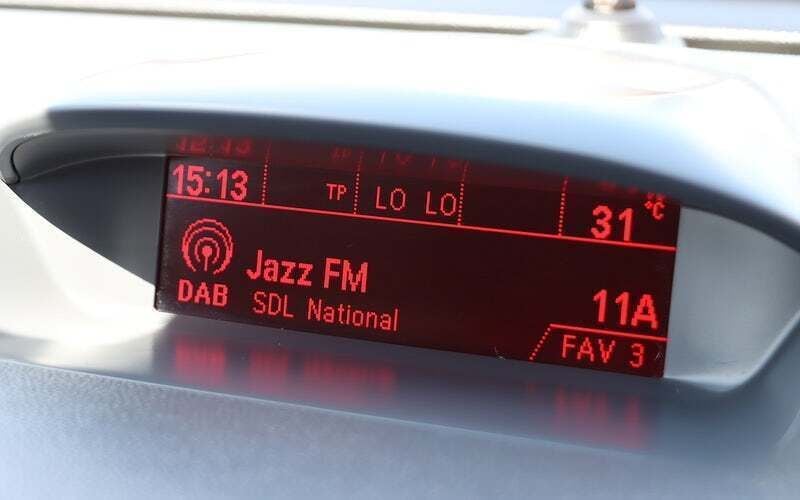 15:13 TP LO LO 31 °C
DAB Jazz FM 11A
SDL National
FAV 3